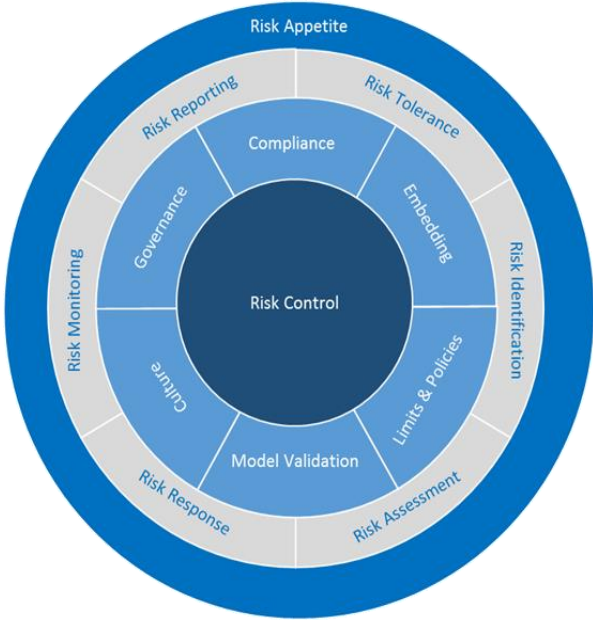 Risk Appetite
Risk Reporting
Risk Tolerance
Compliance
Governance
Embedding
Risk Monitoring
Risk Control
Risk Identification
Culture
Limits & Policies
Model Validation
Risk Response
Risk Assessment